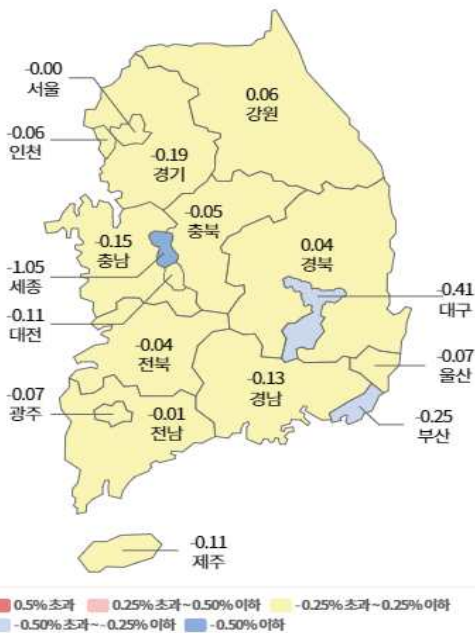 -0.00
서울
0.06
강원
-0.06
인천
-0.19
경기
-0.05
충북
-0.15
충남
0.04
경북
-1.05
세종
-0.41
대구
-0.11
대전
-0.04
전북
-0.07
울산
-0.13
경남
-0.07
광주
-0.01
전남
-0.25
부산
-0.11
제주
0.5% 초과 0.25% 초과~0.50% 이하 -0.25% 초과~0.25% 이하
-0.50% 초과~-0.25% 이하 -0.50% 이하